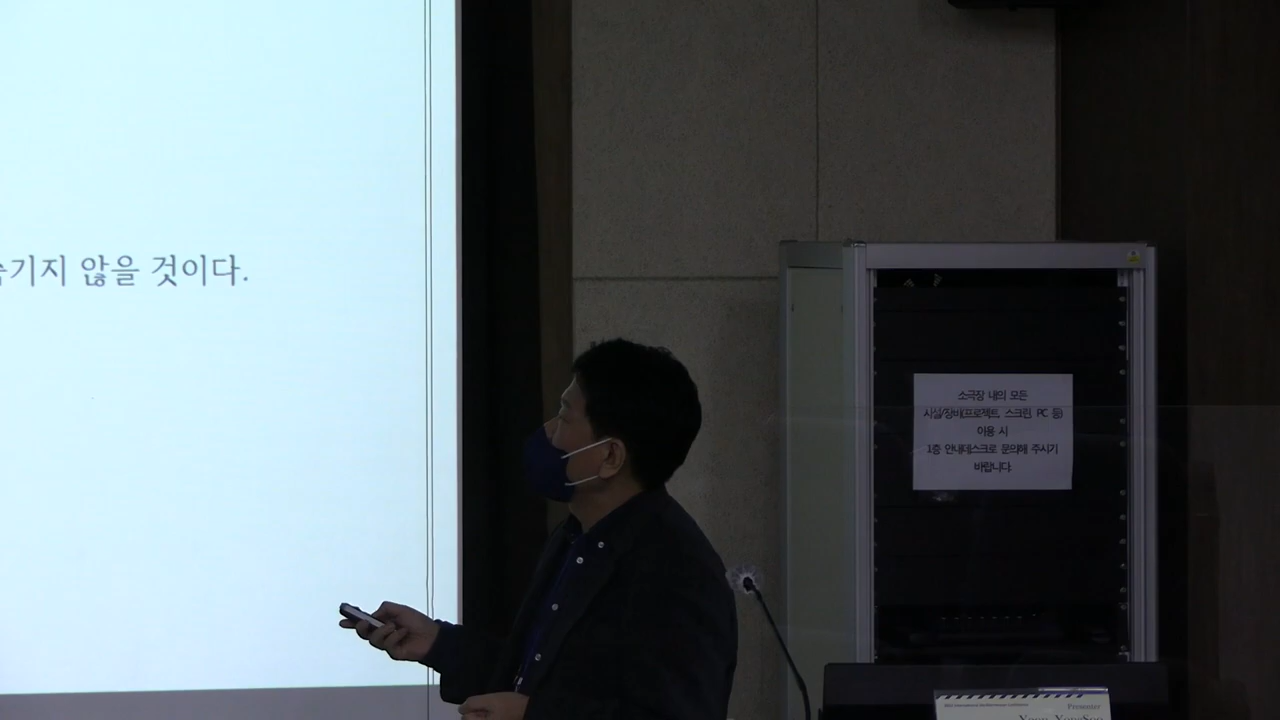 기지 않을 것이다.
소극장 내의 모든
시설/장비(프로젝트, 스크린, PC 등)
이용 시
1층 안내데스크로 문의해 주시기
바랍니다.
Presenter